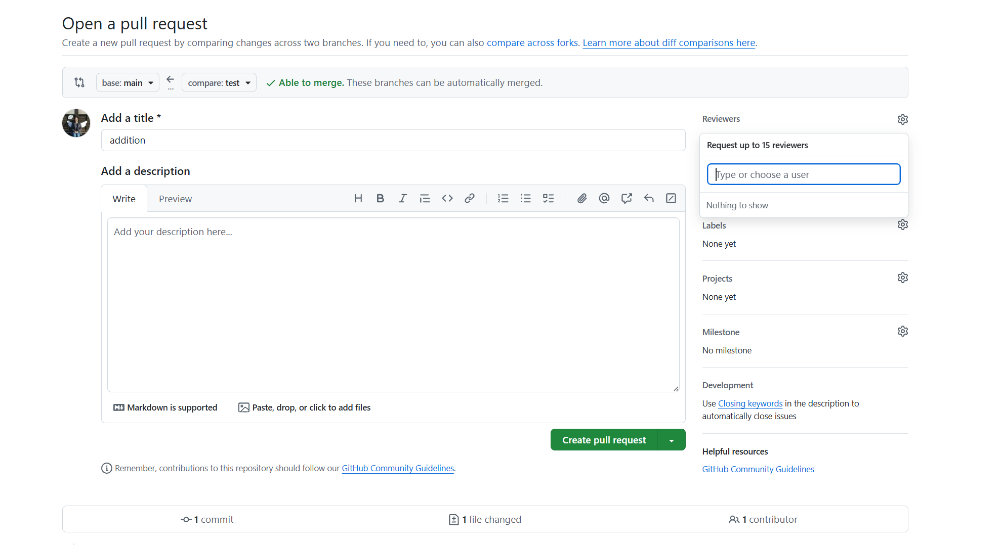 Open a pull request
Create a new pull request by comparing changes across two branches. If you need to, you can also compare across forks. Learn more about diff comparisons here.
base: main
...
compare: test
Able to merge. These branches can be automatically merged.
Add a title *
addition
Add a description
Write
Preview
Add your description here...
Markdown is supported
Paste, drop, or click to add files
Create pull request
Remember, contributions to this repository should follow our GitHub Community Guidelines.
Reviewers
Request up to 15 reviewers
Type or choose a user
Nothing to show
Labels
None yet
Projects
None yet
Milestone
No milestone
Development
Use Closing keywords in the description to
automatically close issues
Helpful resources
GitHub Community Guidelines
1 commit
1 file changed
1 contributor